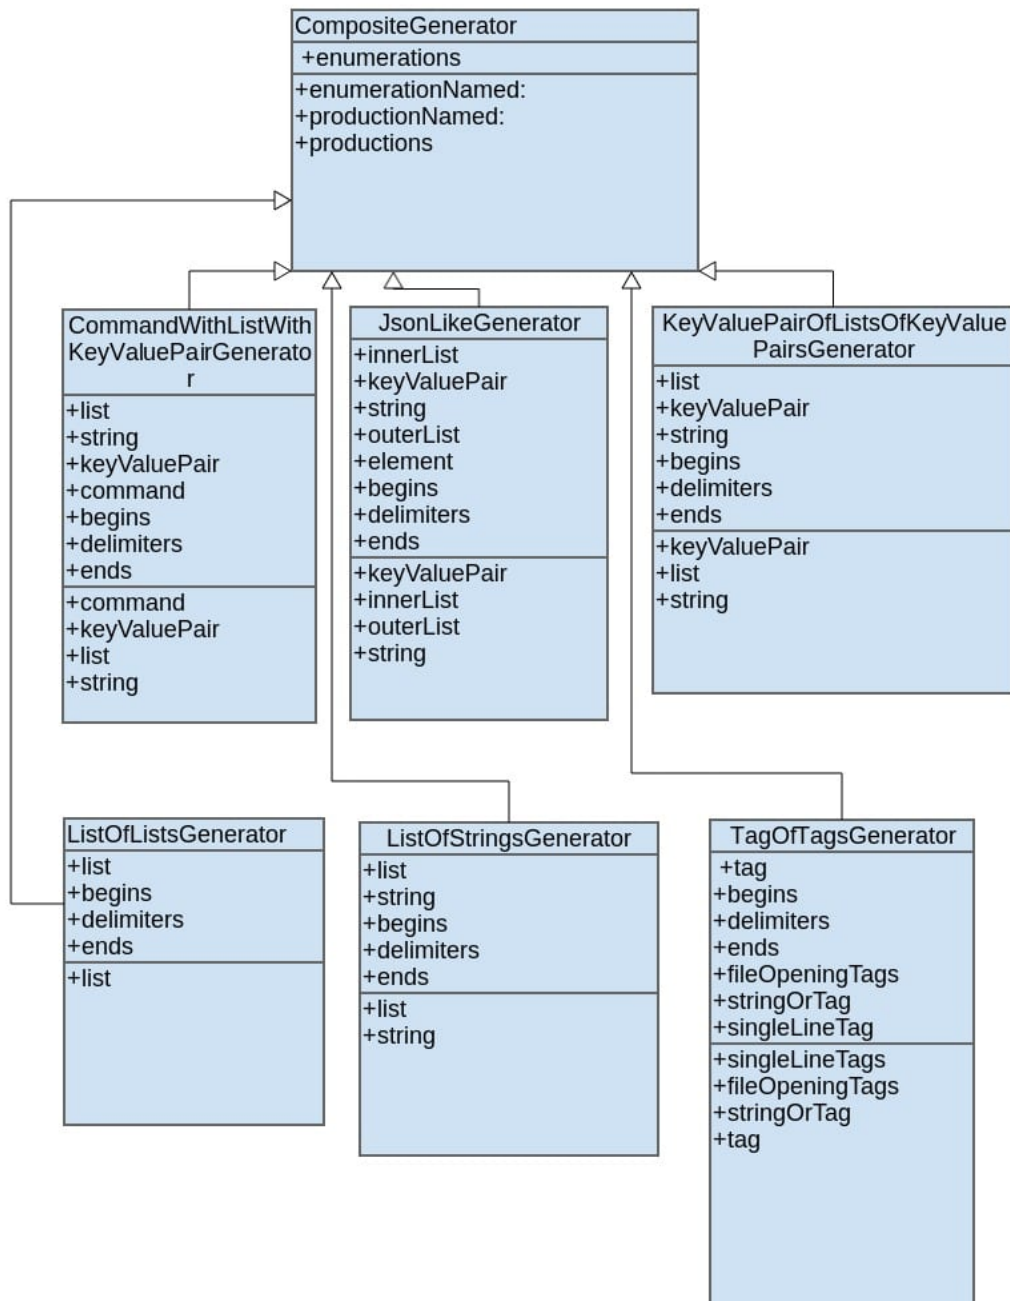 CompositeGenerator
+enumerations
+enumerationNamed:
+productionNamed:
+productions
CommandWithListWith
KeyValuePairGenerato
r
+list
+string
+keyValuePair
+command
+begins
+delimiters
+ends
+command
+keyValuePair
+list
+string
JsonLikeGenerator
+innerList
+keyValuePair
+string
+outerList
+element
+begins
+delimiters
+ends
+keyValuePair
+innerList
+outerList
+string
KeyValuePairOfListsOfKeyValue
PairsGenerator
+list
+keyValuePair
+string
+begins
+delimiters
+ends
+keyValuePair
+list
+string
ListOfListsGenerator
+list
+begins
+delimiters
+ends
+list
ListOfStringsGenerator
+list
+string
+begins
+delimiters
+ends
+list
+string
TagOfTagsGenerator
+tag
+begins
+delimiters
+ends
+fileOpeningTags
+stringOrTag
+singleLineTag
+singleLineTags
+fileOpeningTags
+stringOrTag
+tag